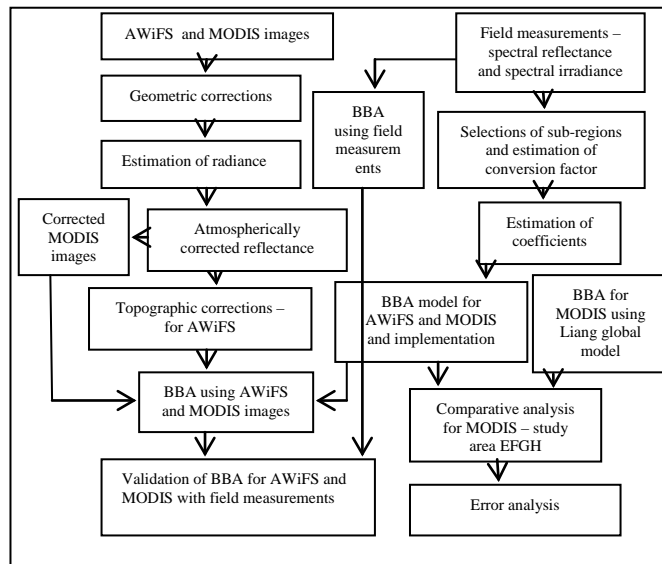 AWiFS and MODIS images
Geometric corrections
Estimation of radiance
Corrected
MODIS
images
Atmospherically
corrected reflectance
Topographic corrections –
for AWiFS
BBA using AWiFS
and MODIS images
Validation of BBA for AWiFS and
MODIS with field measurements
BBA
using field
measurem
ents
Field measurements –
spectral reflectance
and spectral irradiance
Selections of sub-regions
and estimation of
conversion factor
Estimation of
coefficients
BBA model for
AWiFS and MODIS
and implementation
BBA for
MODIS using
Liang global
model
Comparative analysis
for MODIS – study
area EFGH
Error analysis